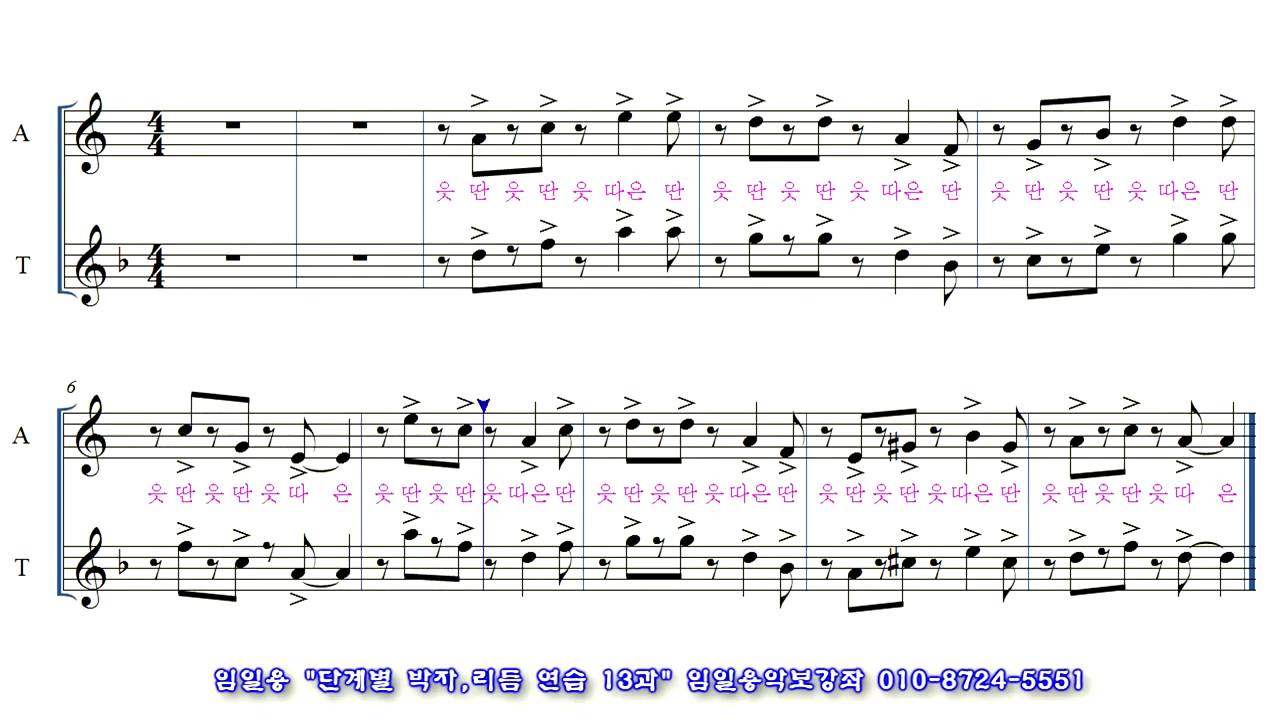 A
4 4
웃 딴 웃 딴 웃 따은 딴 웃 딴 웃 딴 웃 따은 딴 웃 딴 웃 딴 웃 따은 딴
T
4 4
6
A
웃 딴 웃 딴 웃 따 은 웃 딴 웃 딴 웃 따은 딴 웃 딴 웃 딴 웃 따은 딴 웃 딴 웃 딴 웃 따은 딴 웃 딴 웃 딴 웃 따 은
T
임일용 "단계별 박자,리듬 연습 13과" 임일용악보강좌 010-8724-5551